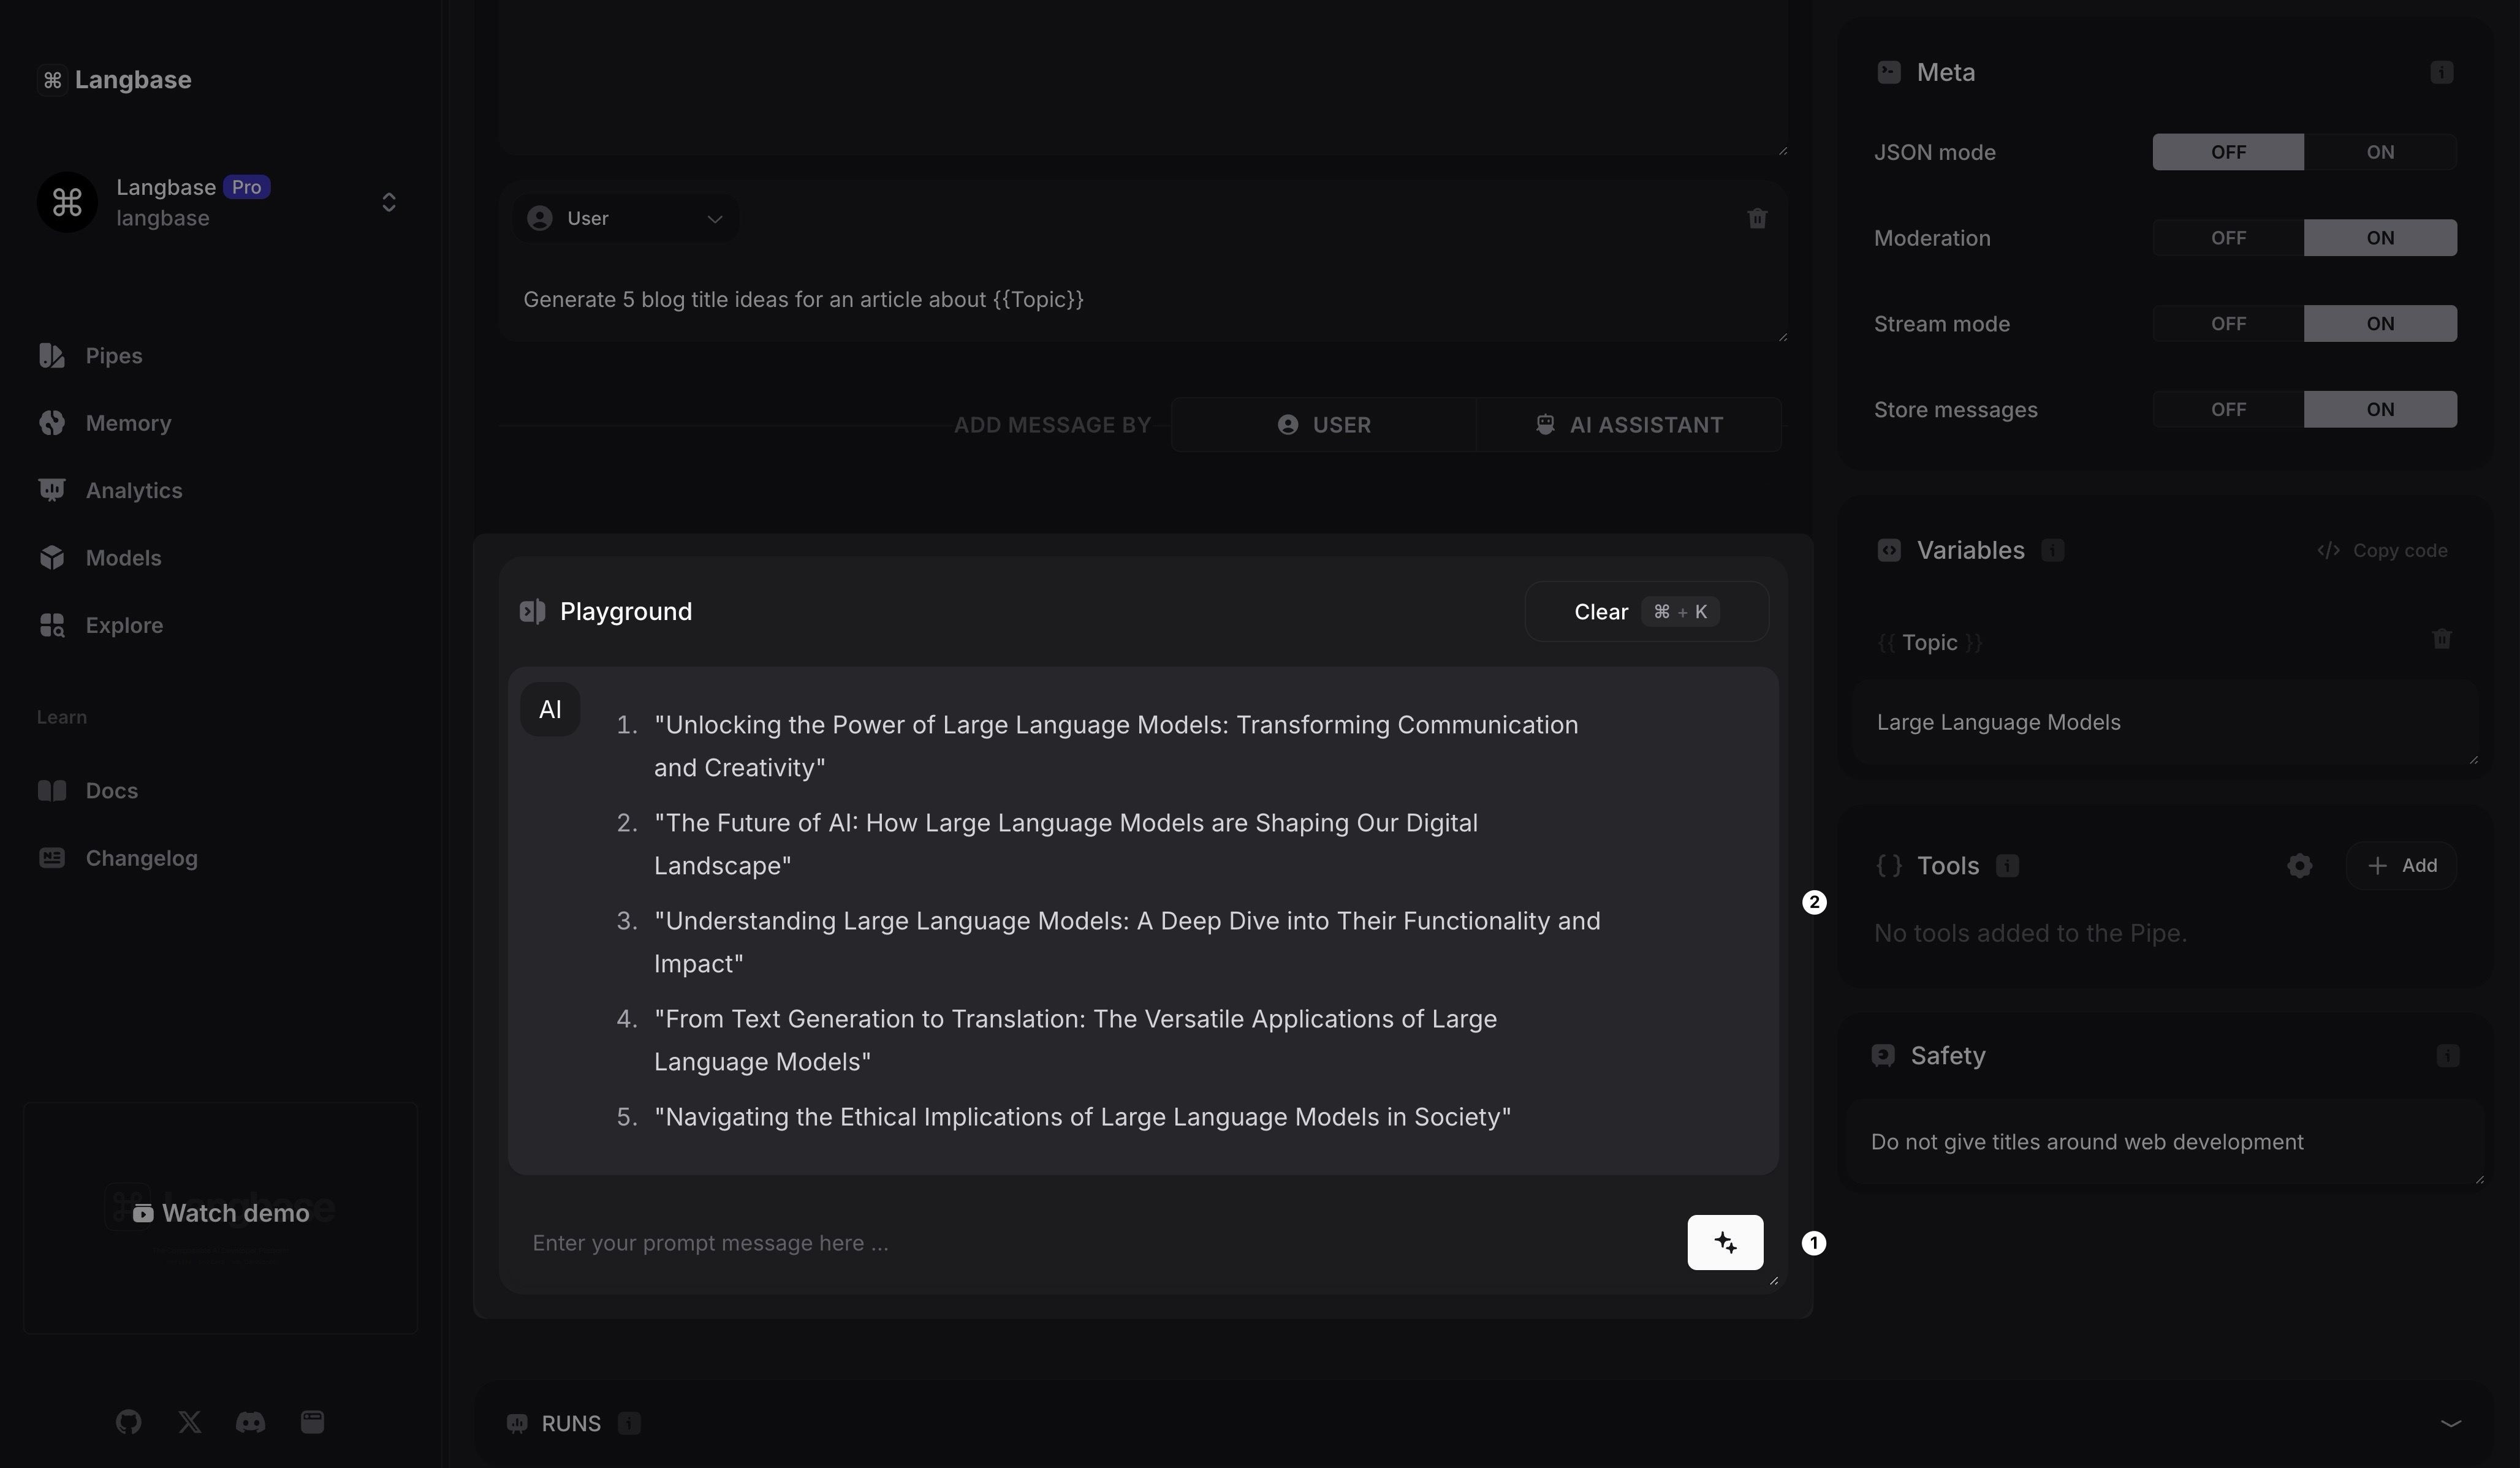 Langbase
Langbase Pro
langbase
Pipes
Memory
Analytics
Models
Explore
Learn
Docs
Changelog
Watch demo
User
Generate 5 blog title ideas for an article about {{Topic}}
ADD MESSAGE BY USER AI ASSISTANT
Playground
Clear ⌘ + K
AI
1. "Unlocking the Power of Large Language Models: Transforming Communication
and Creativity"
2. "The Future of AI: How Large Language Models are Shaping Our Digital
Landscape"
3. "Understanding Large Language Models: A Deep Dive into Their Functionality and
Impact"
4. "From Text Generation to Translation: The Versatile Applications of Large
Language Models"
5. "Navigating the Ethical Implications of Large Language Models in Society"
2
Enter your prompt message here ...
1
RUNS
Meta
JSON mode OFF ON
Moderation OFF ON
Stream mode OFF ON
Store messages OFF ON
Variables
Copy code
{{ Topic }}
Large Language Models
Tools
Add
No tools added to the Pipe.
Safety
Do not give titles around web development